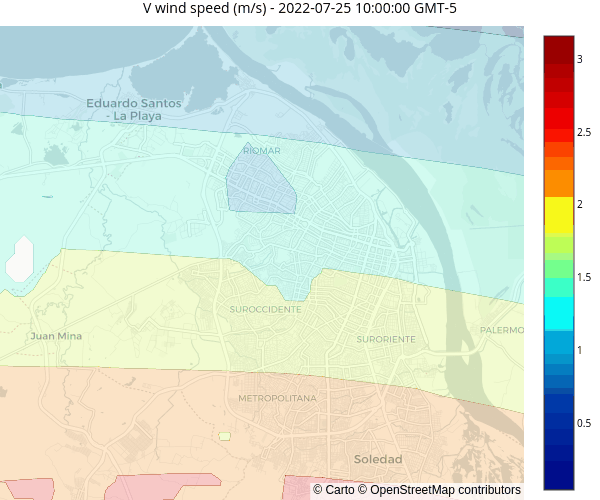 V wind speed (m/s) - 2022-07-25 10:00:00 GMT-5
Eduardo Santos
- La Playa
RIOMAR
SUROCCIDENTE
Juan Mina
SURORIENTE
PALERMO
METROPOLITANA
Soledad
© Carto © OpenStreetMap contributors
3
2.5
2
1.5
1
0.5